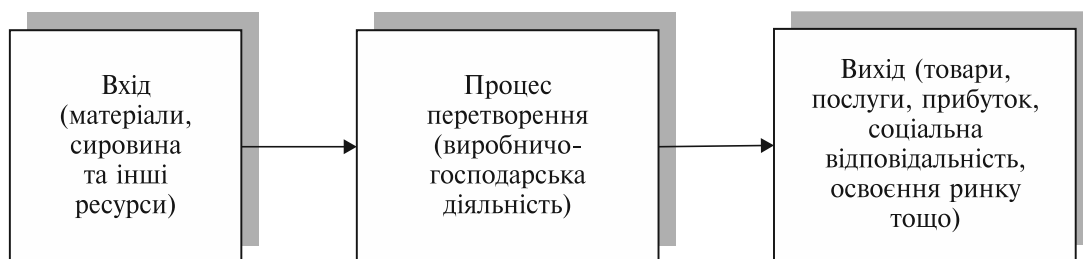 Вхід
(матеріали,
сировина
та інші
ресурси)
Процес
перетворення
(виробничо-
господарська
діяльність)
Вихід (товари,
послуги, прибуток,
соціальна
відповідальність,
освоєння ринку
тощо)